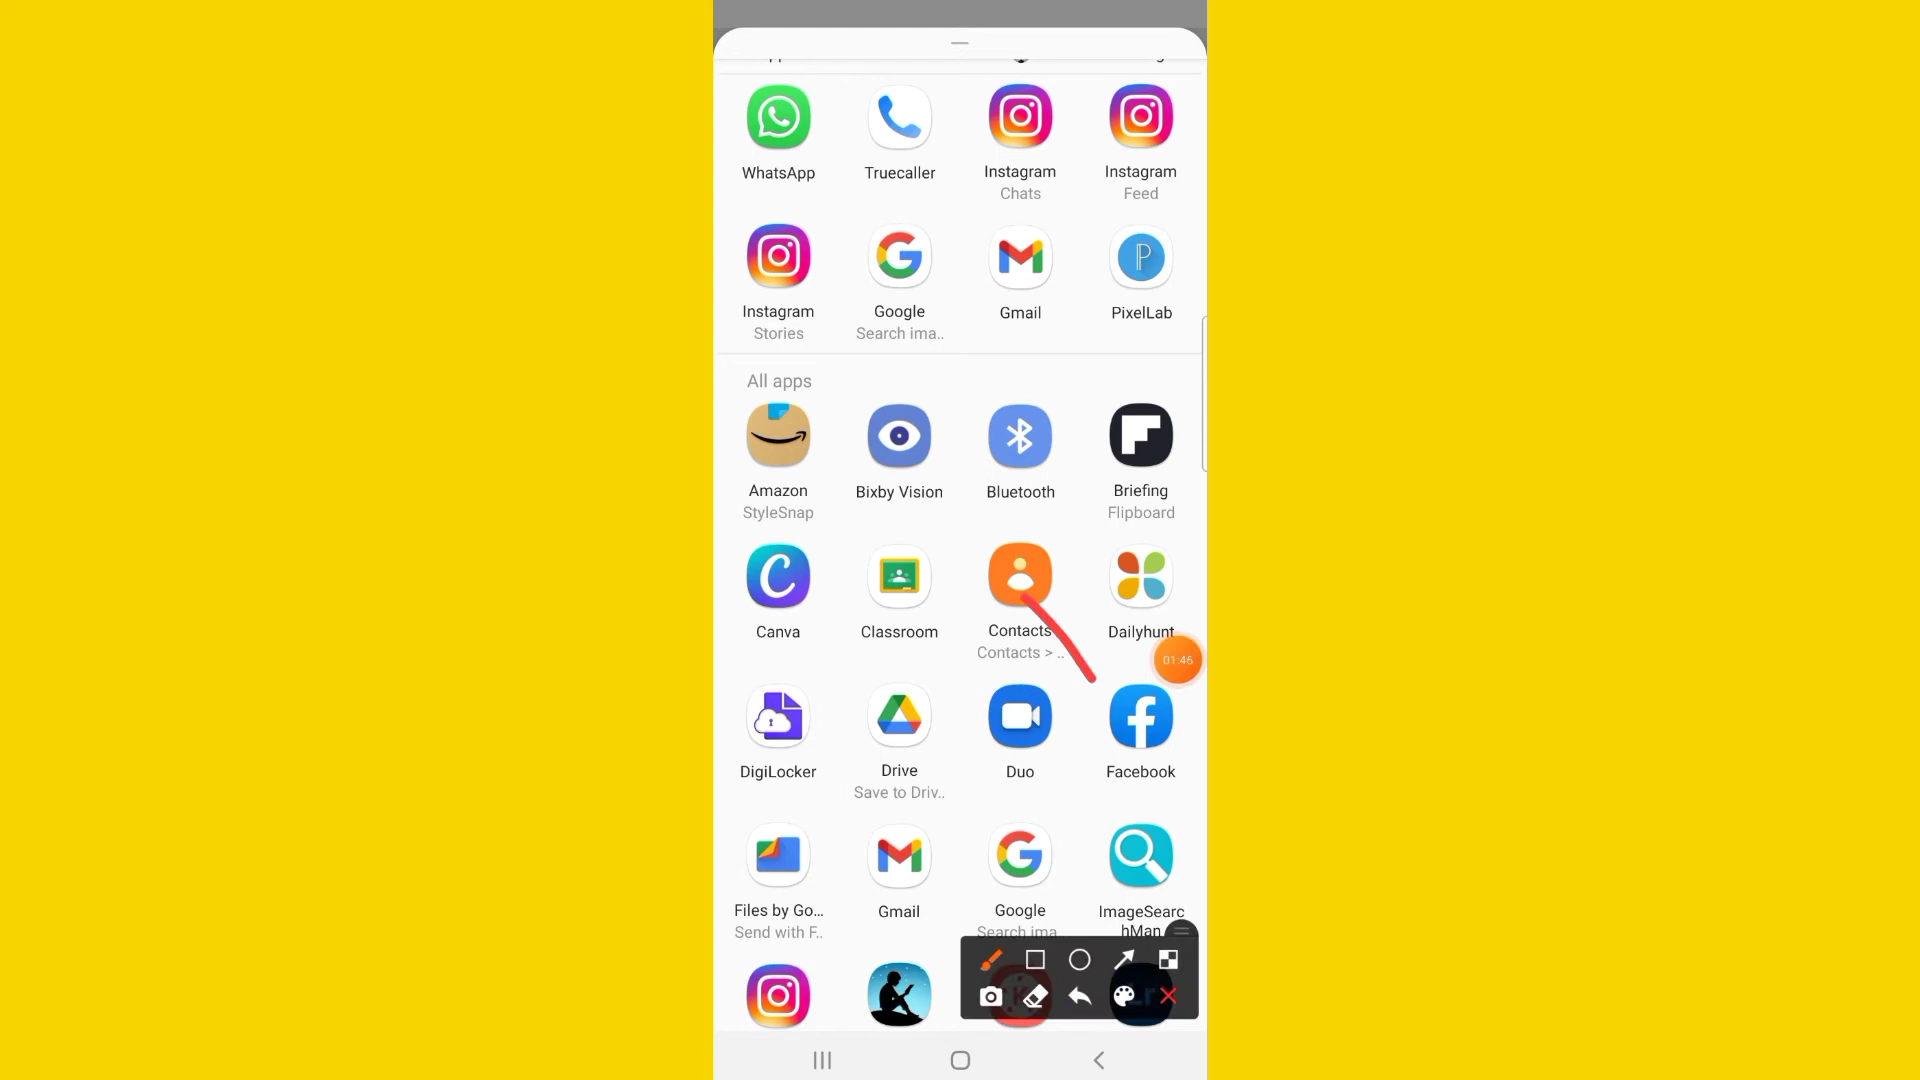 WhatsApp
Truecaller
Instagram
Chats
Instagram
Feed
Instagram
Stories
Google
Search ima..
Gmail
PixelLab
All apps
Amazon
StyleSnap
Bixby Vision
Bluetooth
Briefing
Flipboard
Canva
Classroom
Contacts
Contacts > ..
Dailyhunt
01:46
DigiLocker
Drive
Save to Driv..
Duo
Facebook
Files by Go...
Send with F..
Gmail
Google
Search ima
ImageSearc
hMan